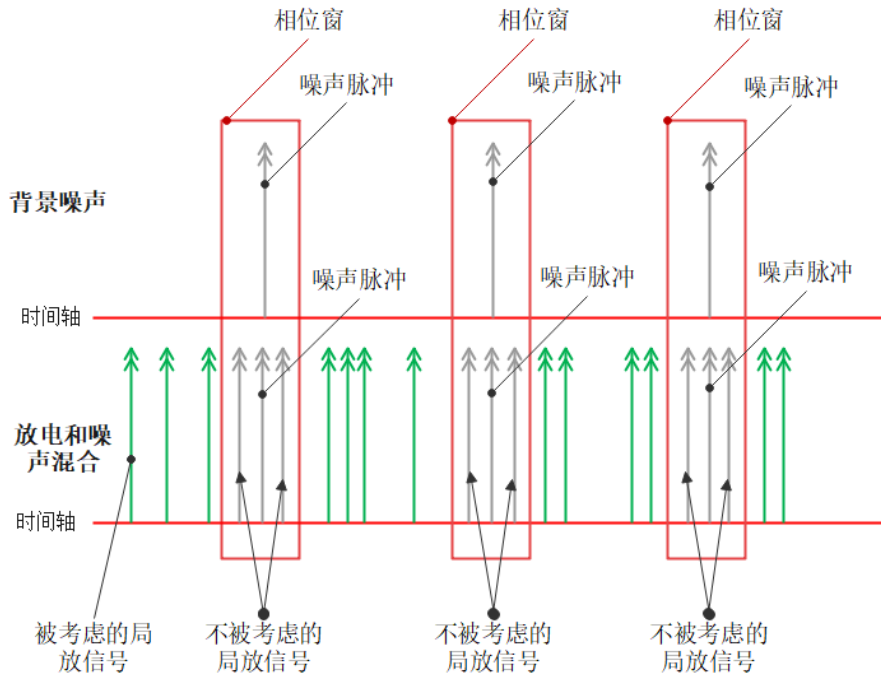 相位窗
相位窗
相位窗
噪声脉冲
噪声脉冲
噪声脉冲
背景噪声
噪声脉冲
噪声脉冲
噪声脉冲
时间轴
放电和噪
声混合
时间轴
被考虑的局
放信号
不被考虑的
局放信号
不被考虑的
局放信号
不被考虑的
局放信号